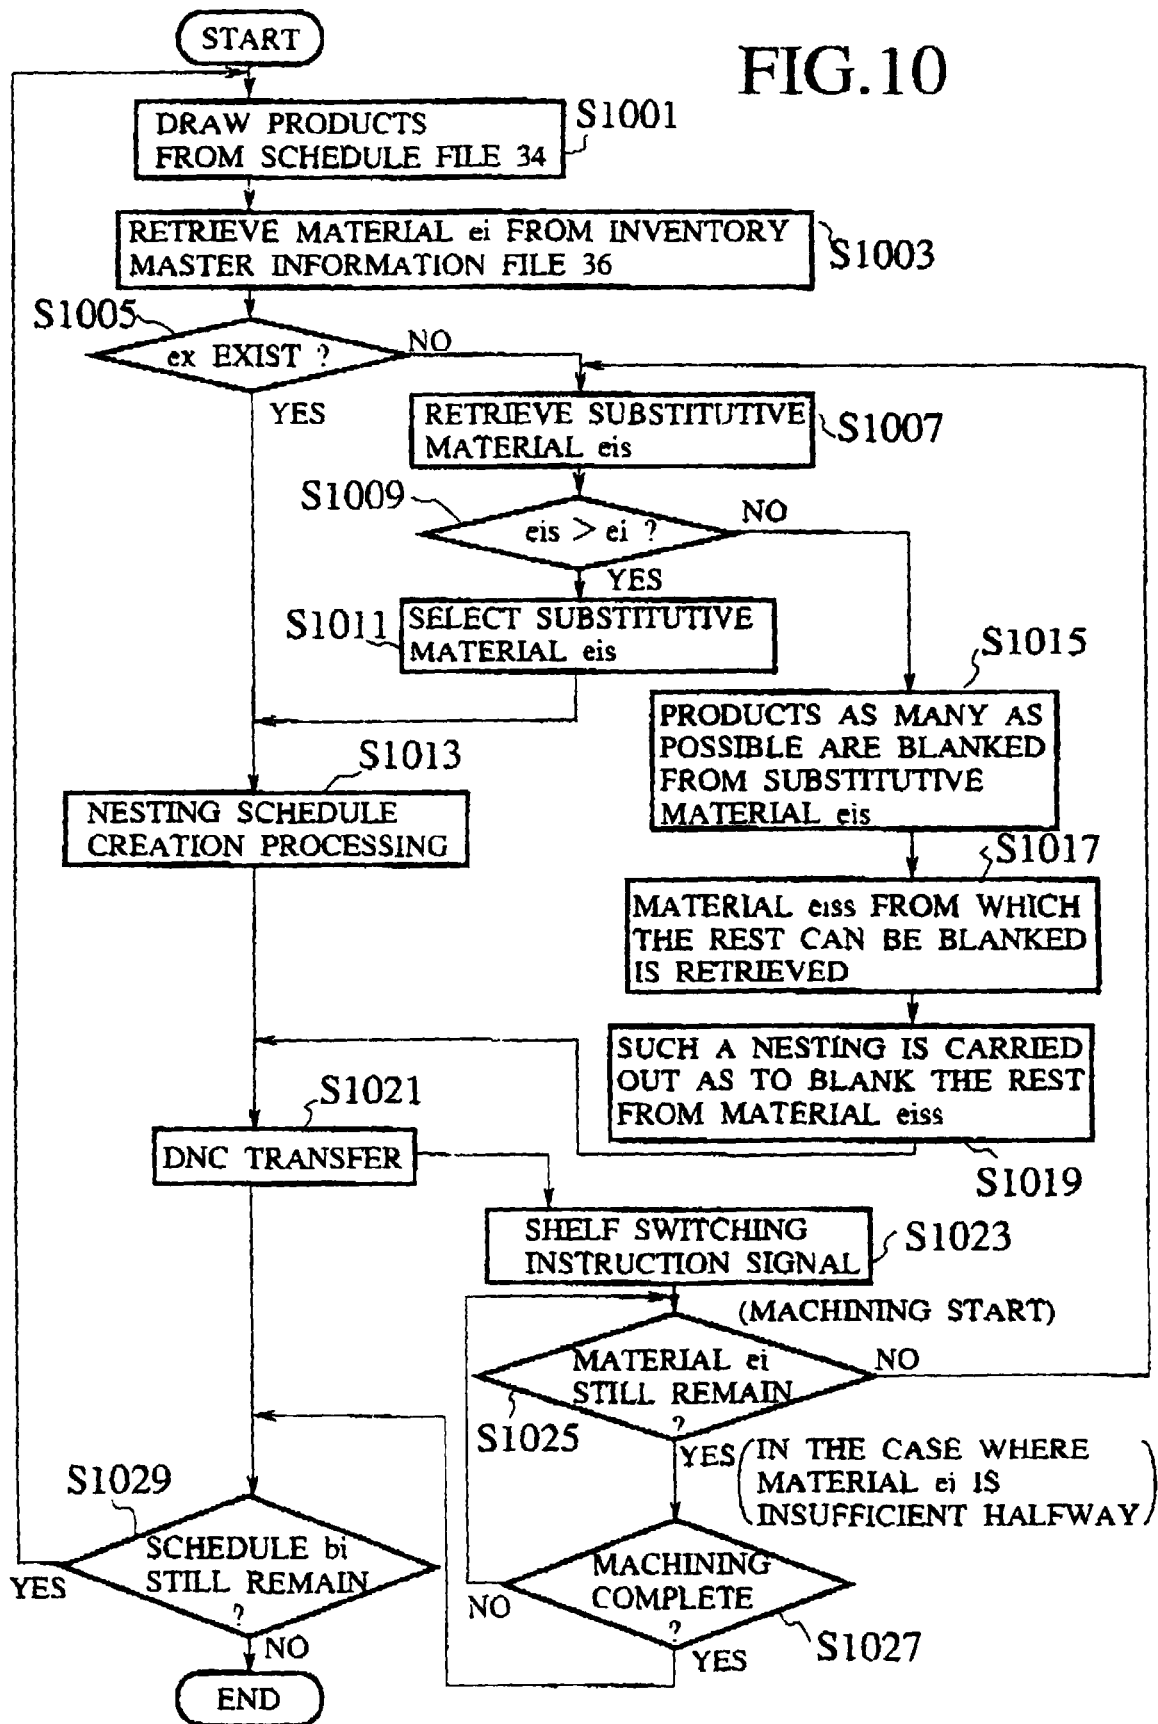 START
FIG.10
S1001
DRAW PRODUCTS
FROM SCHEDULE FILE 34
RETRIEVE MATERIAL ei FROM INVENTORY
MASTER INFORMATION FILE 36
S1003
S1005
ex EXIST ?
NO
YES
RETRIEVE SUBSTITUTIVE
MATERIAL eis
S1007
S1009
eis > ei ?
NO
YES
S1011
SELECT SUBSTITUTIVE
MATERIAL eis
S1015
PRODUCTS AS MANY AS
POSSIBLE ARE BLANKED
FROM SUBSTITUTIVE
MATERIAL eis
S1013
NESTING SCHEDULE
CREATION PROCESSING
S1017
MATERIAL eiss FROM WHICH
THE REST CAN BE BLANKED
IS RETRIEVED
SUCH A NESTING IS CARRIED
OUT AS TO BLANK THE REST
FROM MATERIAL eiss
S1019
S1021
DNC TRANSFER
SHELF SWITCHING
INSTRUCTION SIGNAL
S1023
(MACHINING START)
MATERIAL ei
STILL REMAIN
?
NO
S1025
YES
(IN THE CASE WHERE
MATERIAL ei IS
INSUFFICIENT HALFWAY)
S1029
SCHEDULE bi
STILL REMAIN
?
YES
NO
MACHINING
COMPLETE
?
NO
YES
S1027
END